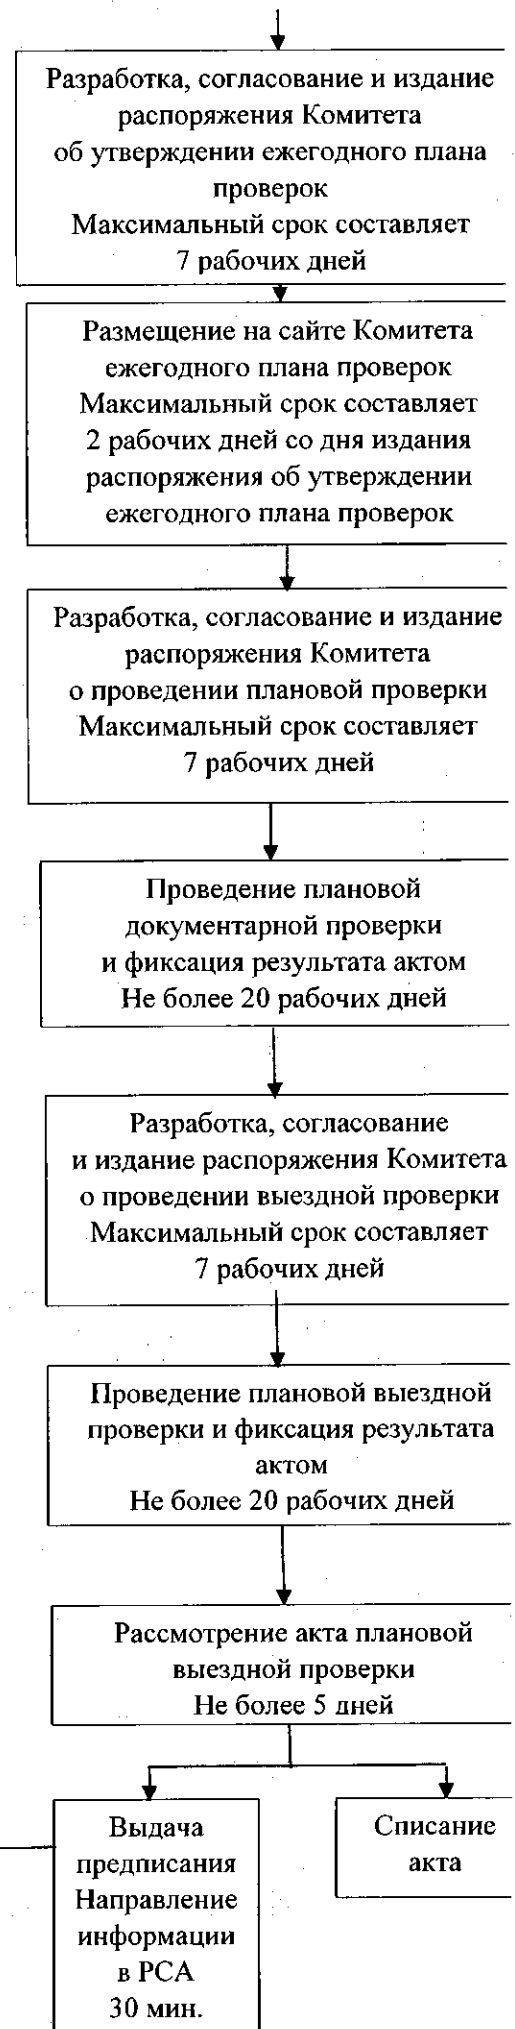 Разработка, согласование и издание
распоряжения Комитета
об утверждении ежегодного плана
проверок
Максимальный срок составляет
7 рабочих дней
Размещение на сайте Комитета
ежегодного плана проверок
Максимальный срок составляет
2 рабочих дней со дня издания
распоряжения об утверждении
ежегодного плана проверок
Разработка, согласование и издание
распоряжения Комитета
о проведении плановой проверки
Максимальный срок составляет
7 рабочих дней
Проведение плановой
документарной проверки
и фиксация результата актом
Не более 20 рабочих дней
Разработка, согласование
и издание распоряжения Комитета
о проведении выездной проверки
Максимальный срок составляет
7 рабочих дней
Проведение плановой выездной
проверки и фиксация результата
актом
Не более 20 рабочих дней
Рассмотрение акта плановой
выездной проверки
Не более 5 дней
Выдача
предписания
Направление
информации
в РСА
30 мин.
Списание
акта